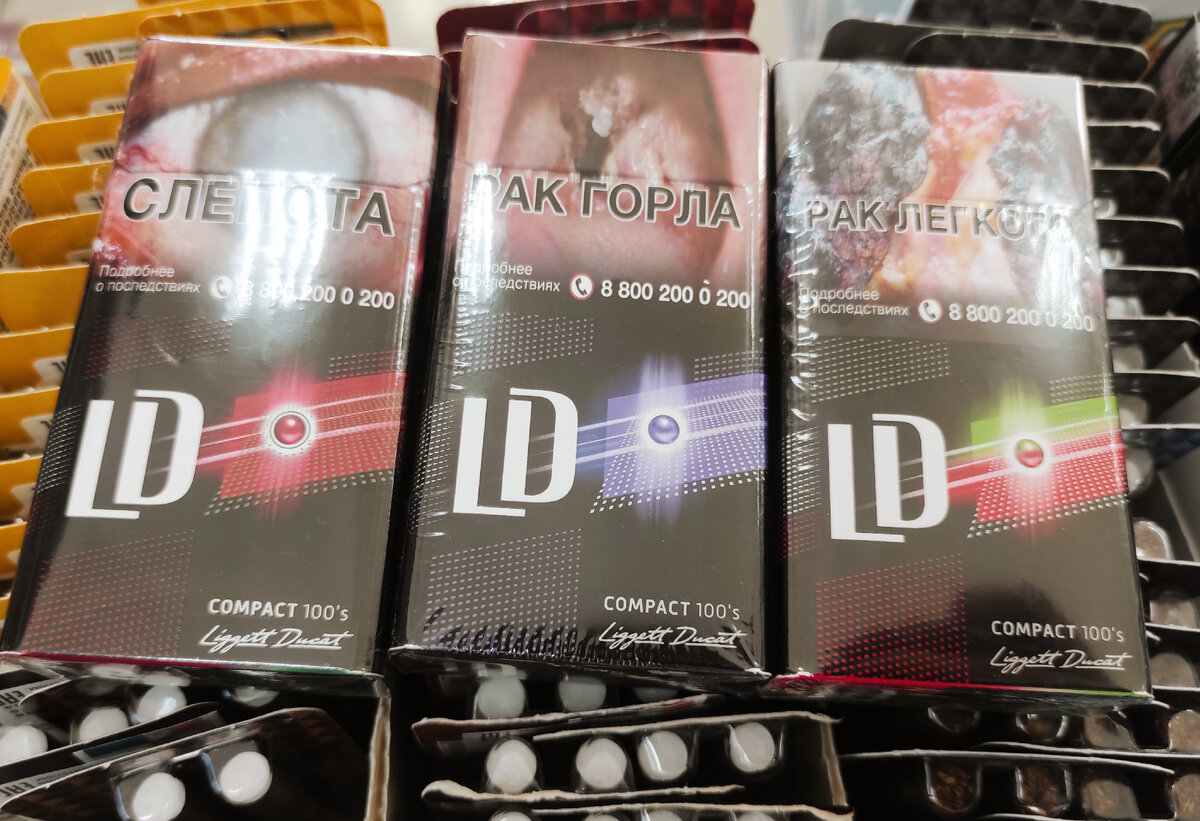 СЛЕПОТА
Подробнее
о последствиях
8 800 200 0 200
LD
COMPACT 100's
Liggett Ducat
РАК ГОРЛА
Подробнее
о последствиях
8 800 200 0 200
LD
COMPACT 100's
Liggett Ducat
РАК ЛЕГКОГО
Подробнее
о последствиях
8 800 200 0 200
LD
COMPACT 100's
Liggett Ducat